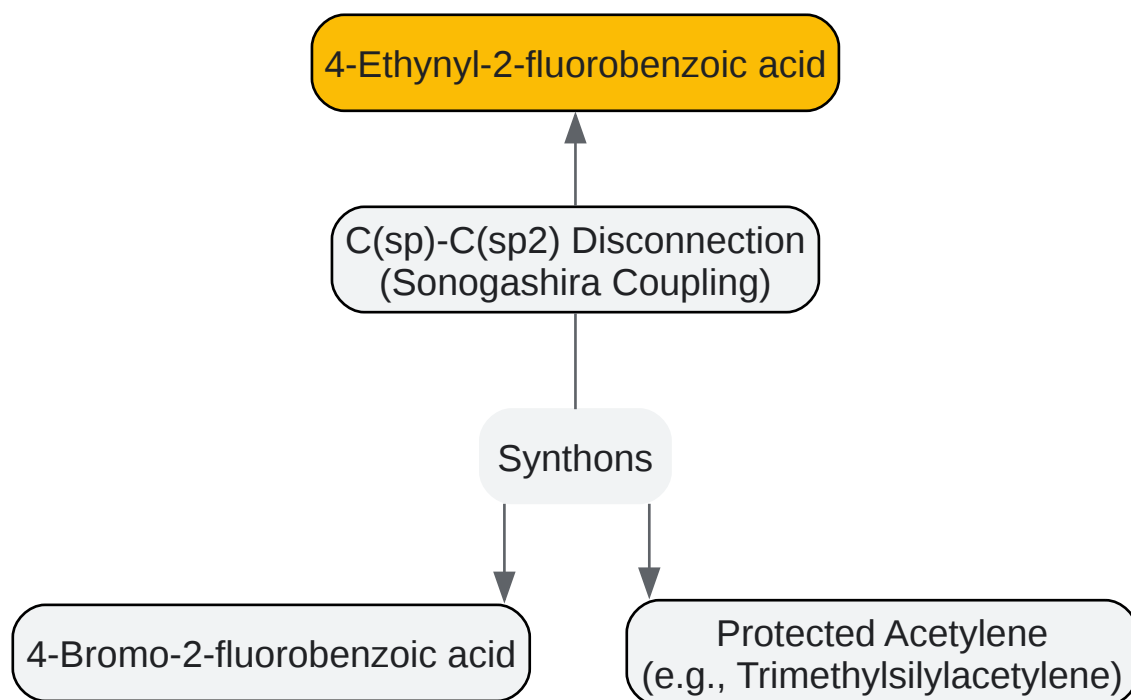 4-Ethynyl-2-fluorobenzoic acid
C(sp)-C(sp2) Disconnection
(Sonogashira Coupling)
Synthons
4-Bromo-2-fluorobenzoic acid
Protected Acetylene
(e.g., Trimethylsilylacetylene)